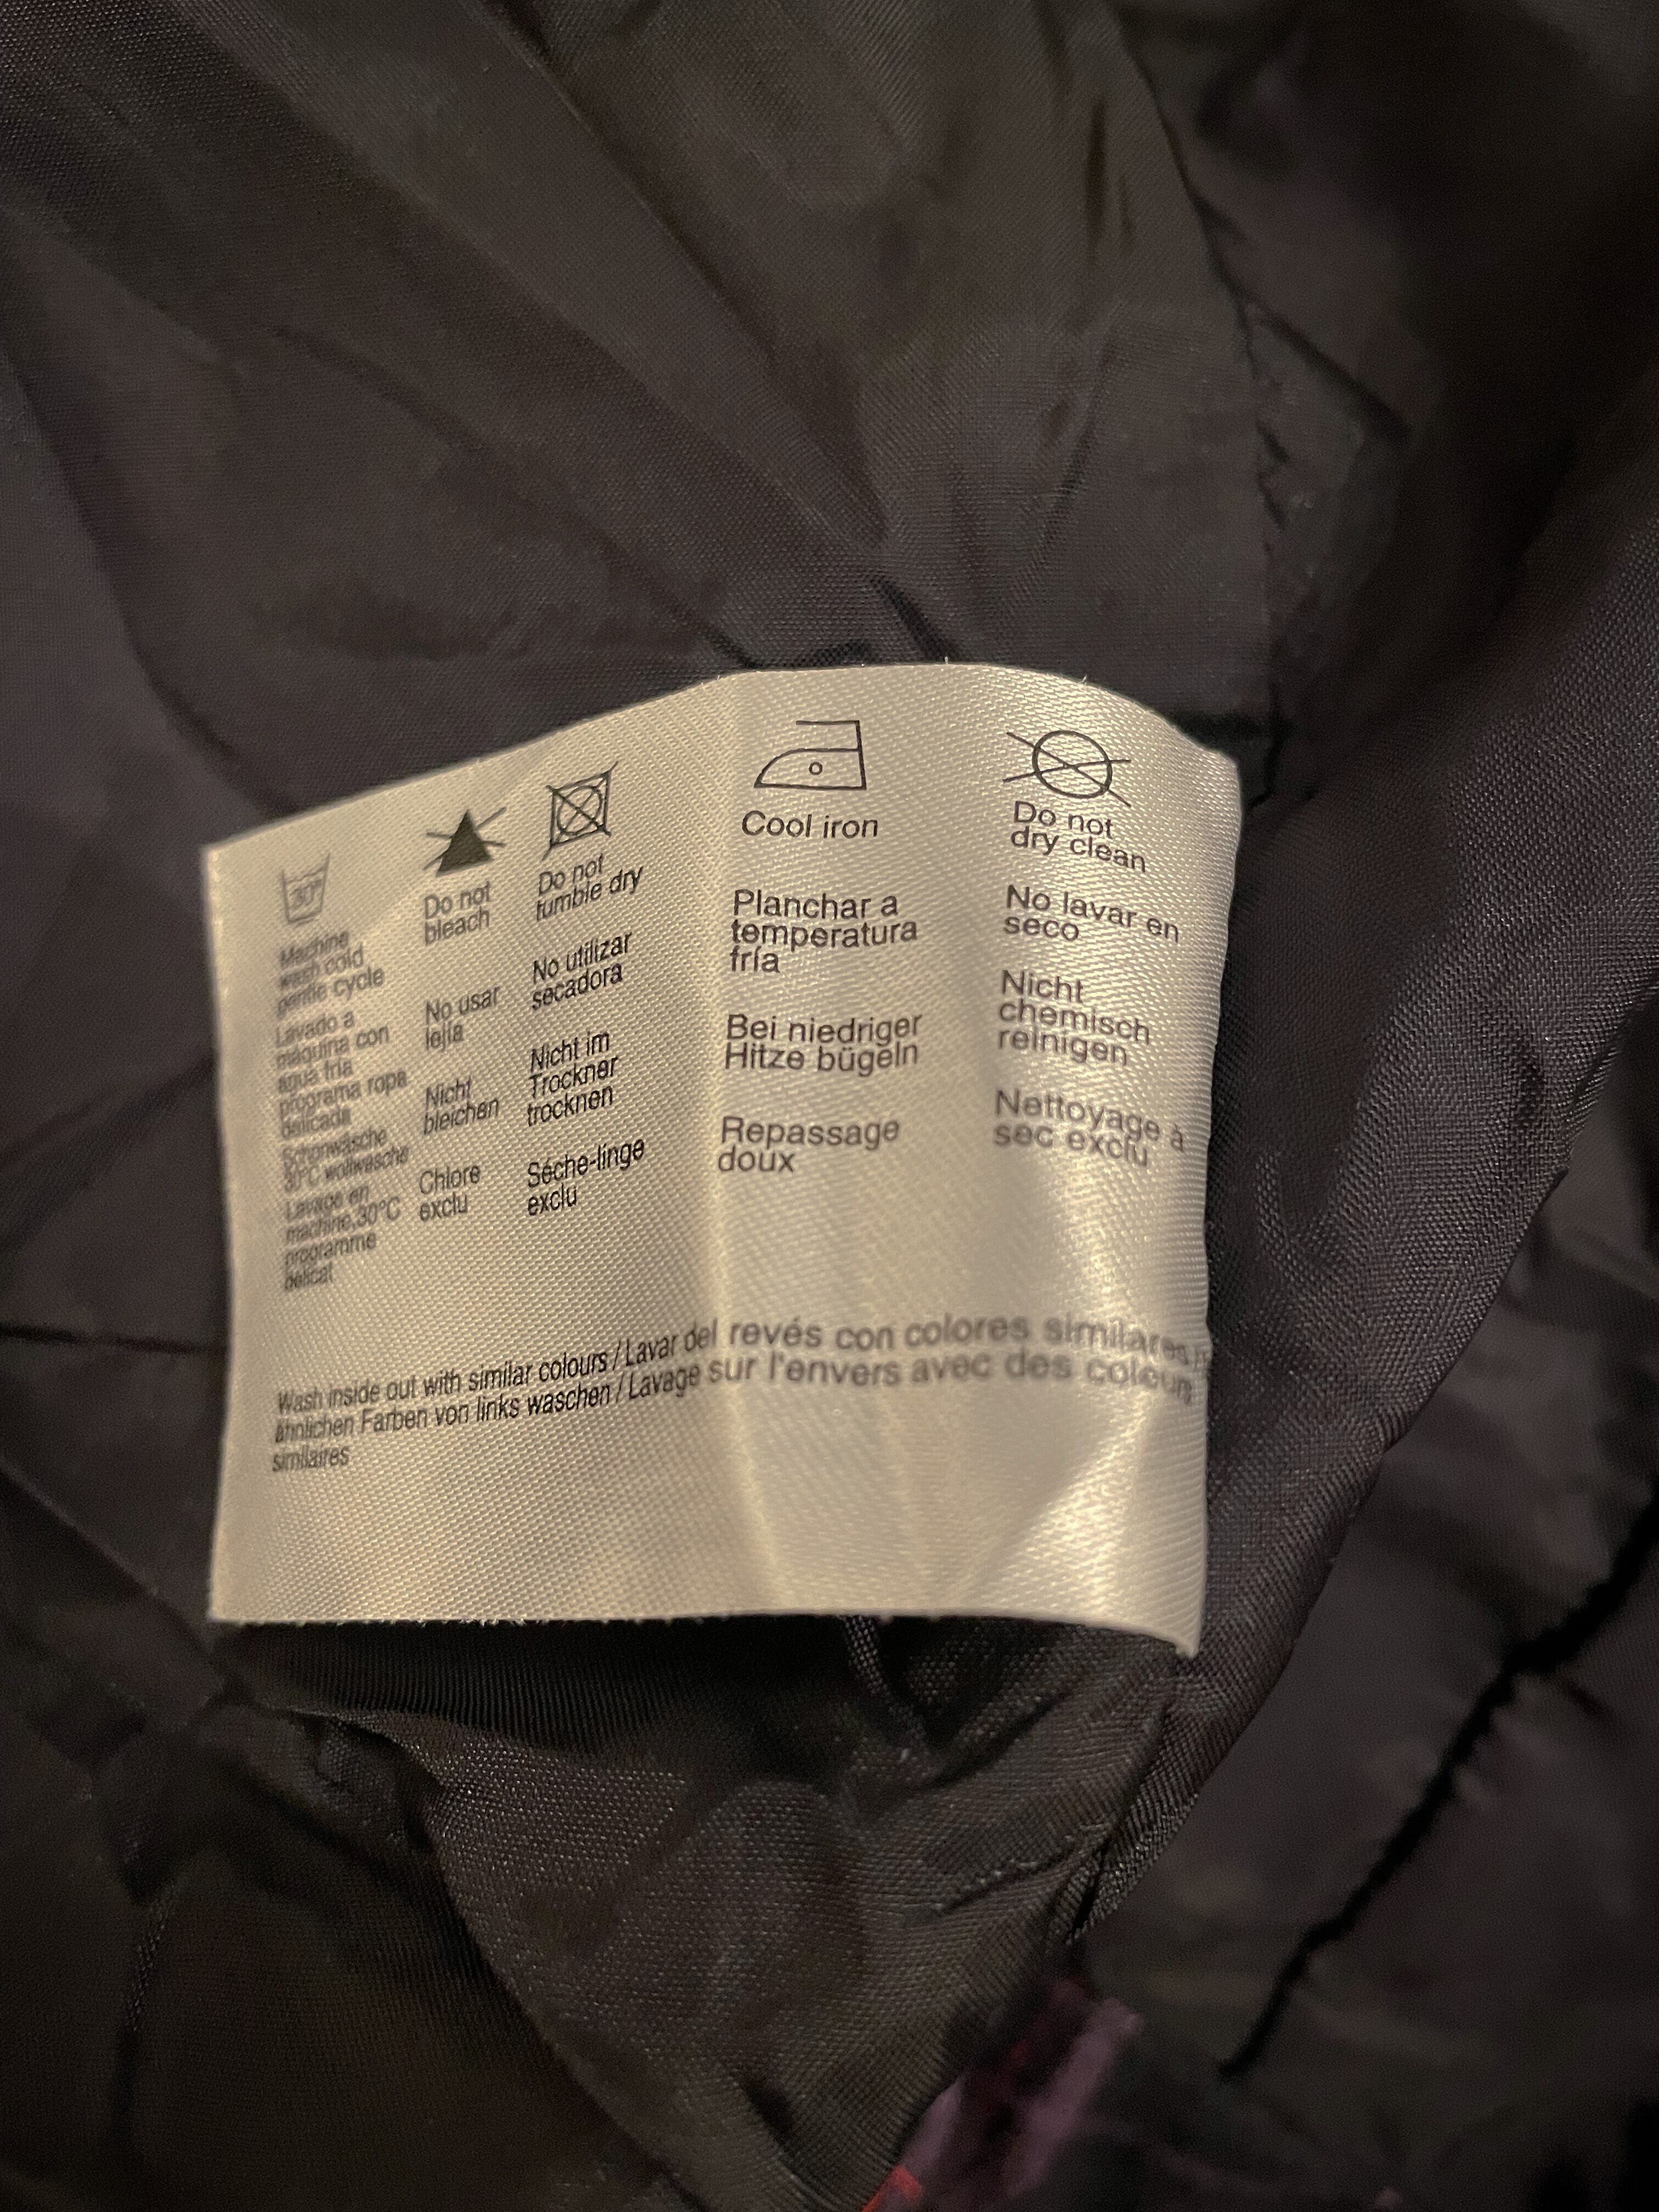 30°
Machine
wash cold
gentle cycle
Lavado a
máquina con
agua fría
programa ropa
delicada
Schonwäsche
30°C wollwäsche
Lavage en
machine,30°C
programme
délicat
Do not
bleach
No usar
lejía
Nicht
bleichen
Chlore
exclu
Do not
tumble dry
No utilizar
secadora
Nicht im
Trockner
trocknen
Séche-linge
exclu
Cool iron
Planchar a
temperatura
fría
Bei niedriger
Hitze bügeln
Repassage
doux
Do not
dry clean
No lavar en
seco
Nicht
chemisch
reinigen
Nettoyage à
sec exclu
Wash inside out with similar colours / Lavar del revés con colores similares
ähnlichen Farben von links waschen / Lavage sur l'envers avec des colours
similaires